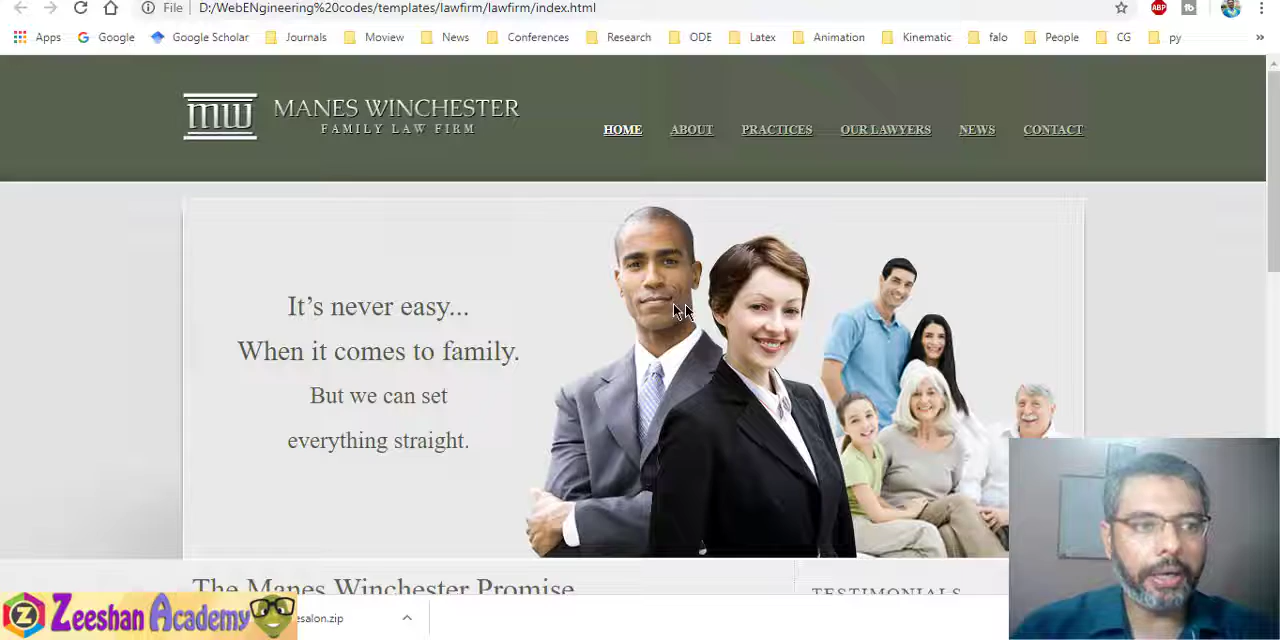 File D:/WebENgineering%20codes/templates/lawfirm/lawfirm/index.html
ABP
Apps Google Google Scholar Journals Moview News Conferences Research ODE Latex Animation Kinematic falo People CG py »
mw MANES WINCHESTER
FAMILY LAW FIRM
HOME ABOUT PRACTICES OUR LAWYERS NEWS CONTACT
It's never easy...
When it comes to family.
But we can set
everything straight.
The Manes Winchester Promise
TESTIMONIALS
Z Zeeshan Academy
esalon.zip